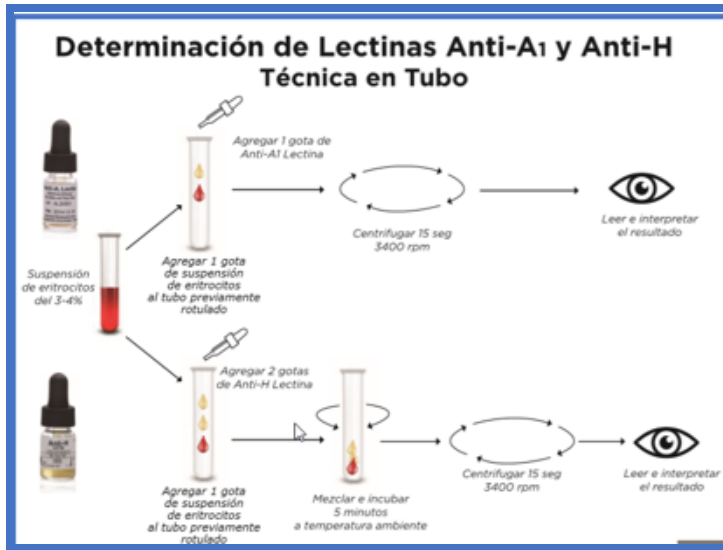 Determinación de Lectinas Anti-A1 y Anti-H
Técnica en Tubo
Agregar 1 gota de
Anti-A1 Lectina
Centrifugar 15 seg
3400 rpm
Leer e interpretar
el resultado
Suspensión
de eritrocitos
del 3-4%
Agregar 1 gota
de suspensión
de eritrocitos
al tubo previamente
rotulado
Agregar 2 gotas
de Anti-H Lectina
Anti-H
Agregar 1 gota
de suspensión
de eritrocitos
al tubo previamente
rotulado
Mezclar e incubar
5 minutos
a temperatura ambiente
Centrifugar 15 seg
3400 rpm
Leer e interpretar
el resultado